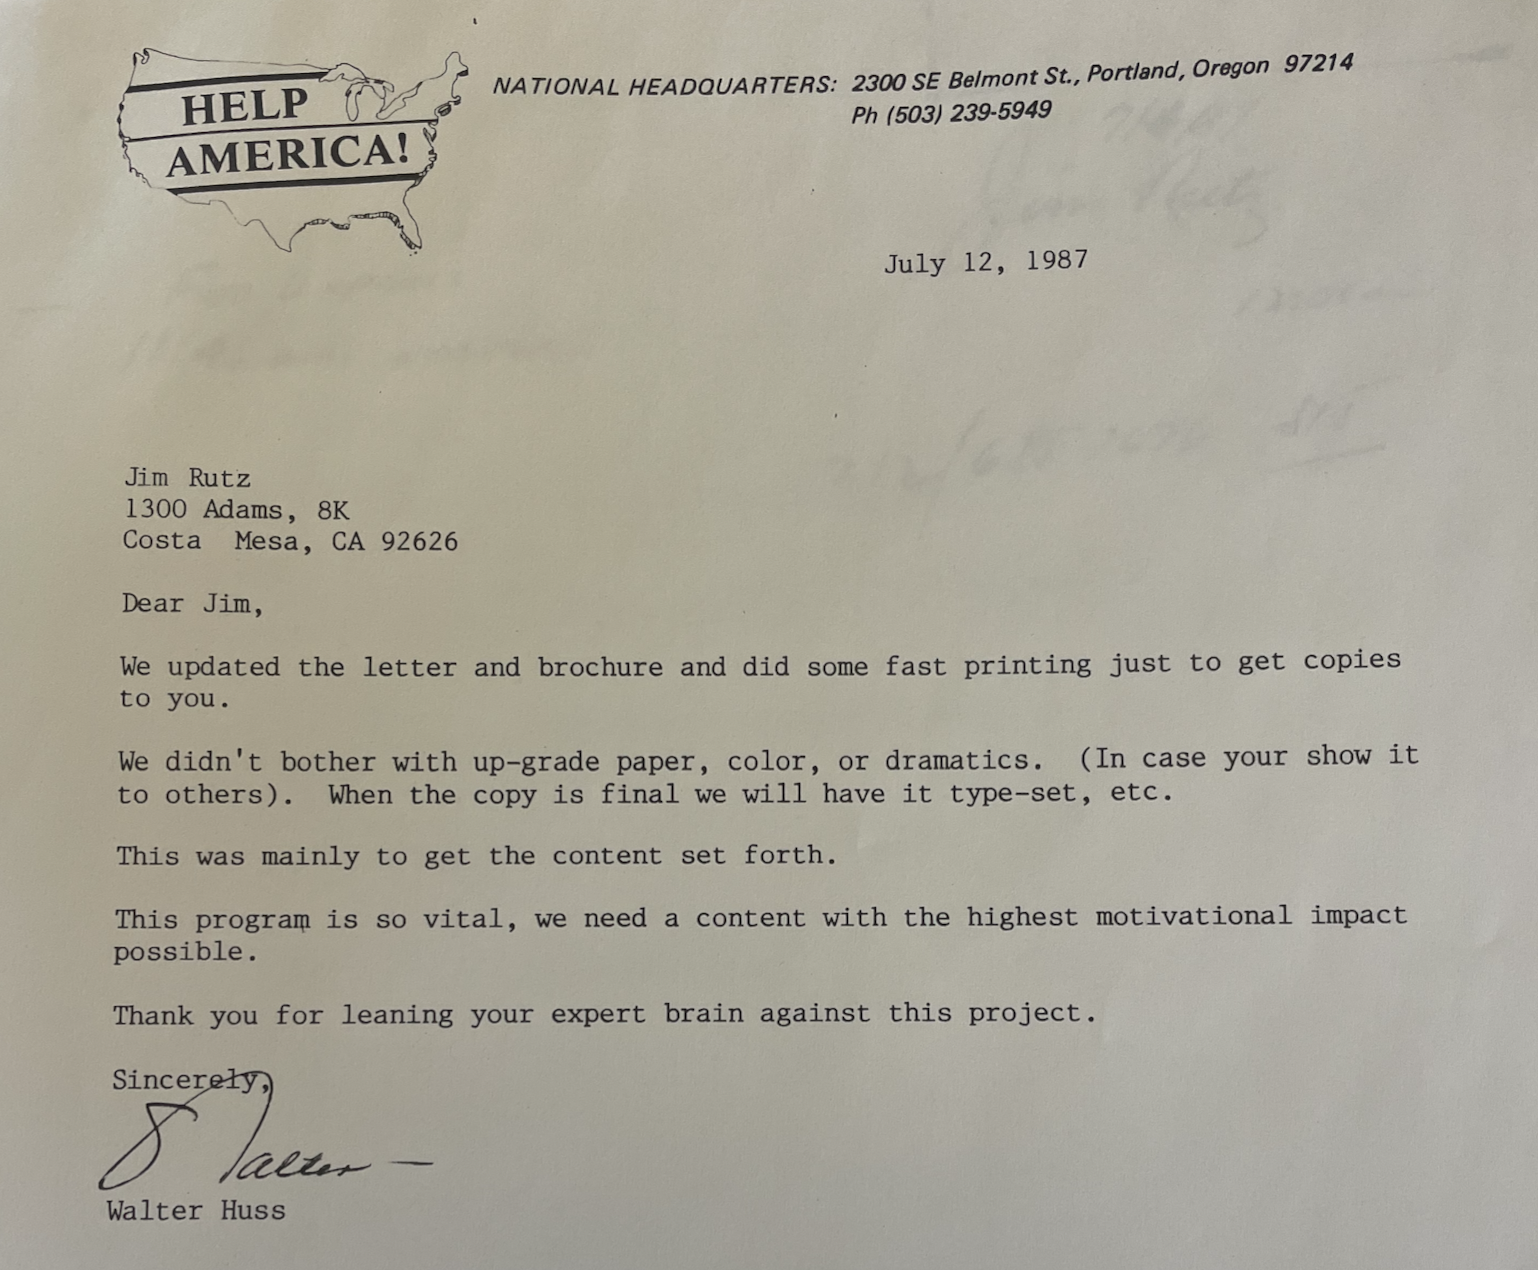 HELP
AMERICA!
NATIONAL HEADQUARTERS: 2300 SE Belmont St., Portland, Oregon 97214
Ph (503) 239-5949
July 12, 1987
Jim Rutz
1300 Adams, 8K
Costa Mesa, CA 92626
Dear Jim,
We updated the letter and brochure and did some fast printing just to get copies
to you.
We didn't bother with up-grade paper, color, or dramatics. (In case your show it
to others). When the copy is final we will have it type-set, etc.
This was mainly to get the content set forth.
This program is so vital, we need a content with the highest motivational impact
possible.
Thank you for leaning your expert brain against this project.
Sincerely,
Walter —
Walter Huss